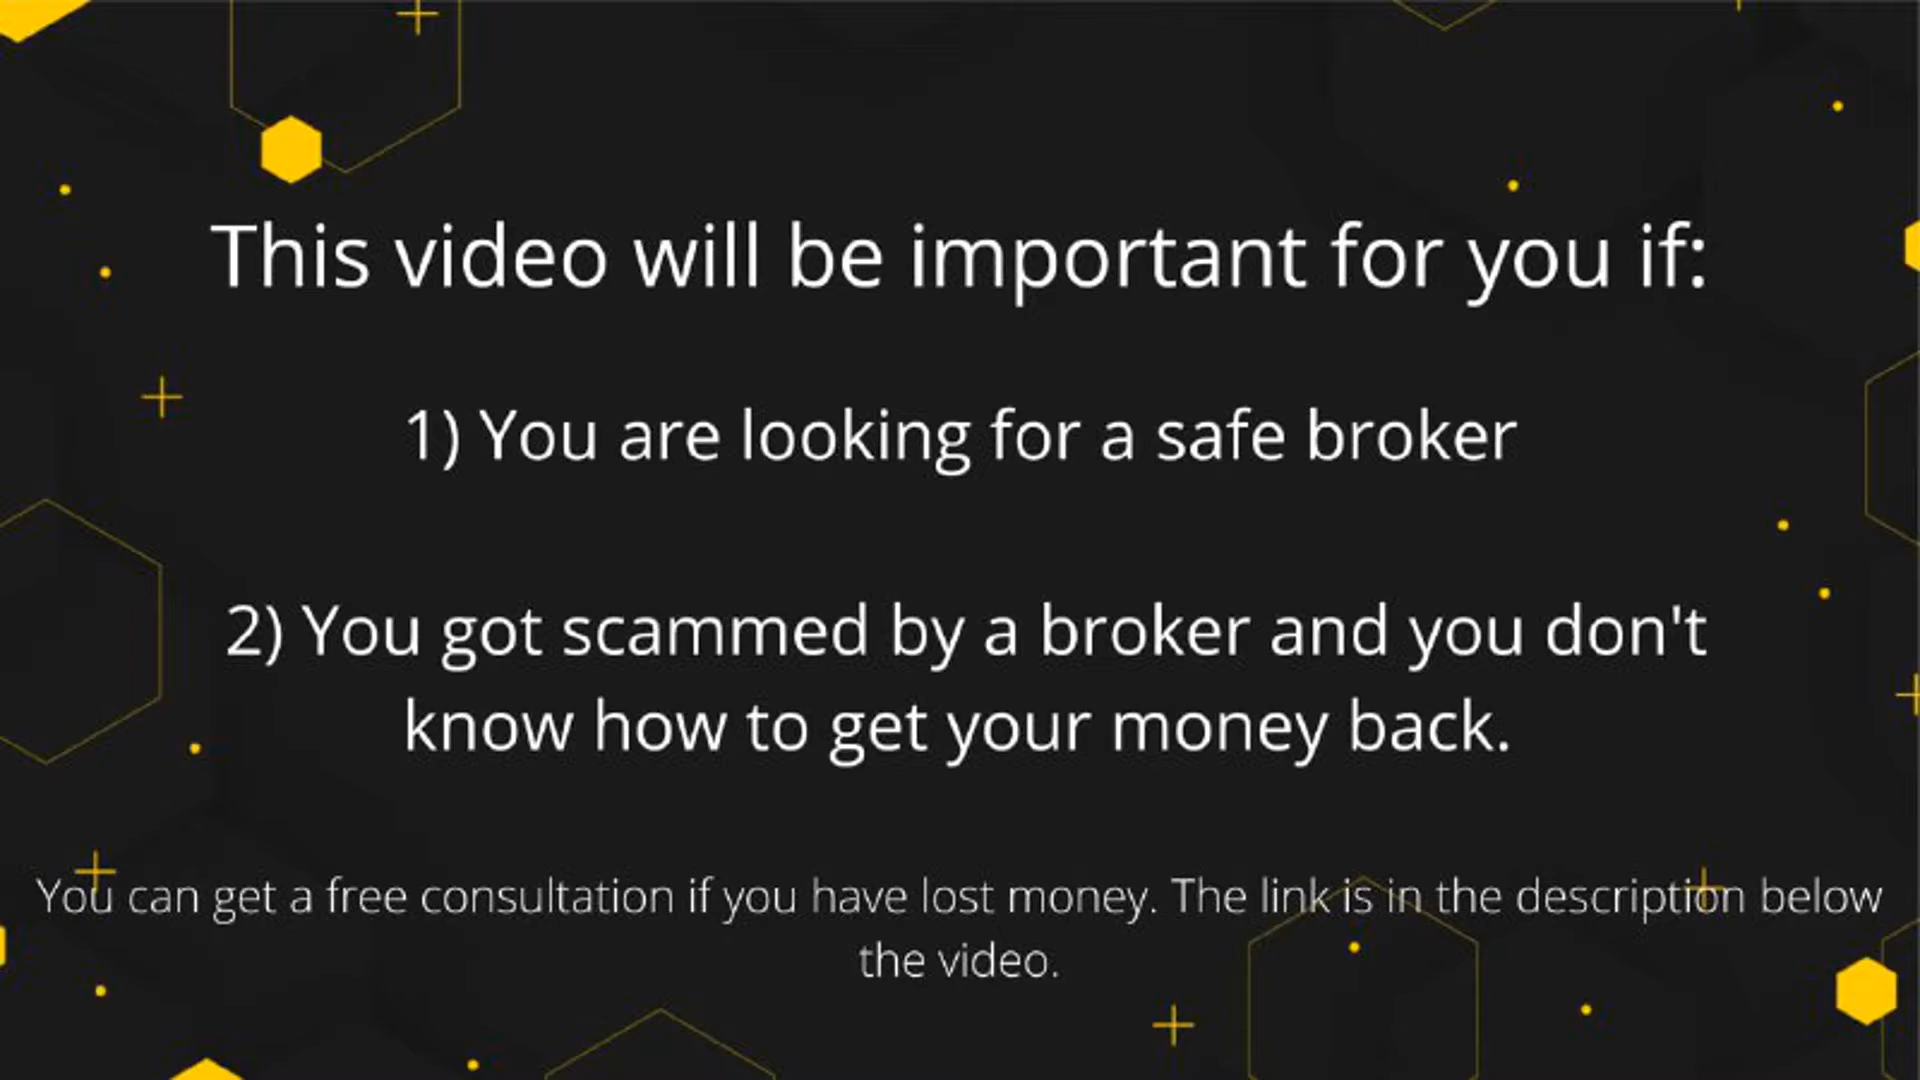 This video will be important for you if:
1) You are looking for a safe broker
2) You got scammed by a broker and you don't
know how to get your money back.
You can get a free consultation if you have lost money. The link is in the description below
the video.